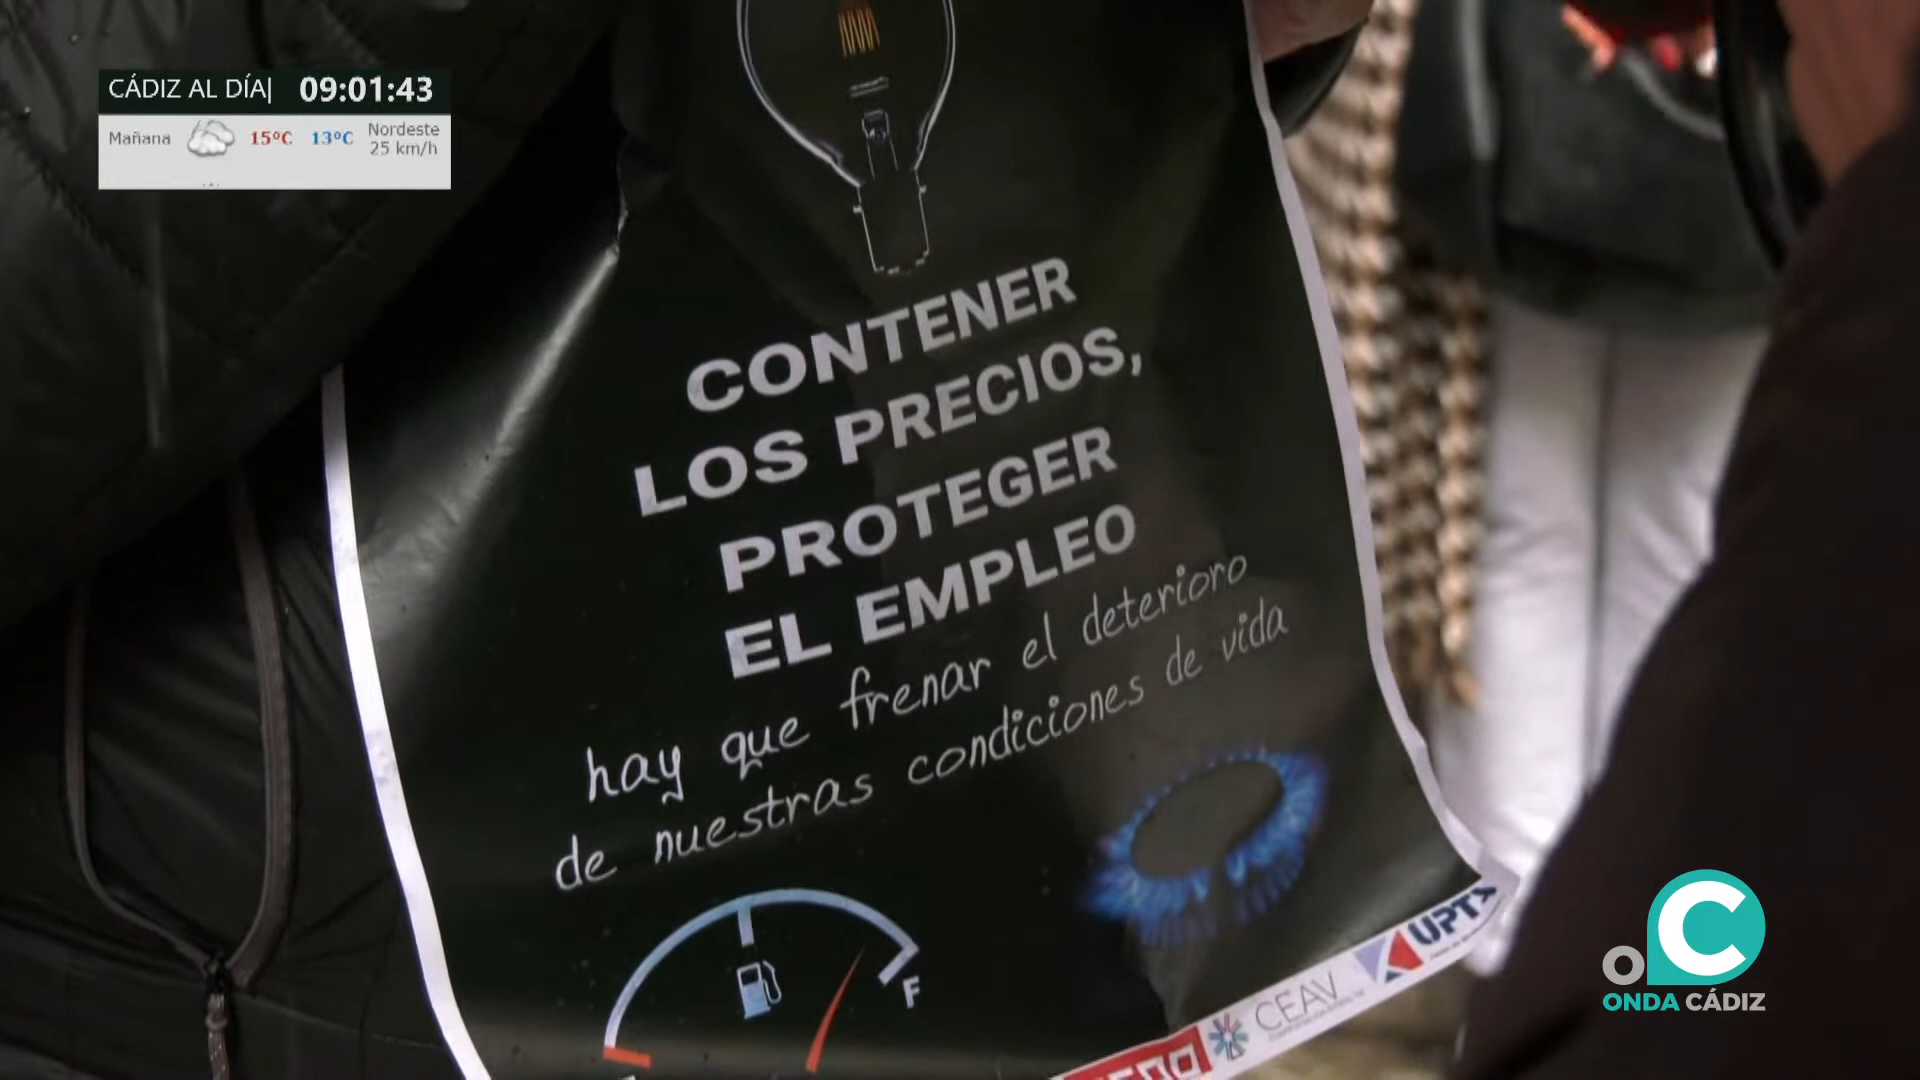 CÁDIZ AL DÍA| 09:01:43
Mañana 15ºC 13ºC Nordeste
25 km/h
CONTENER
LOS PRECIOS,
PROTEGER
EL EMPLEO
hay que frenar el deterioro
de nuestras condiciones de vida
F
CEAV
UPTA
OC
ONDA CÁDIZ